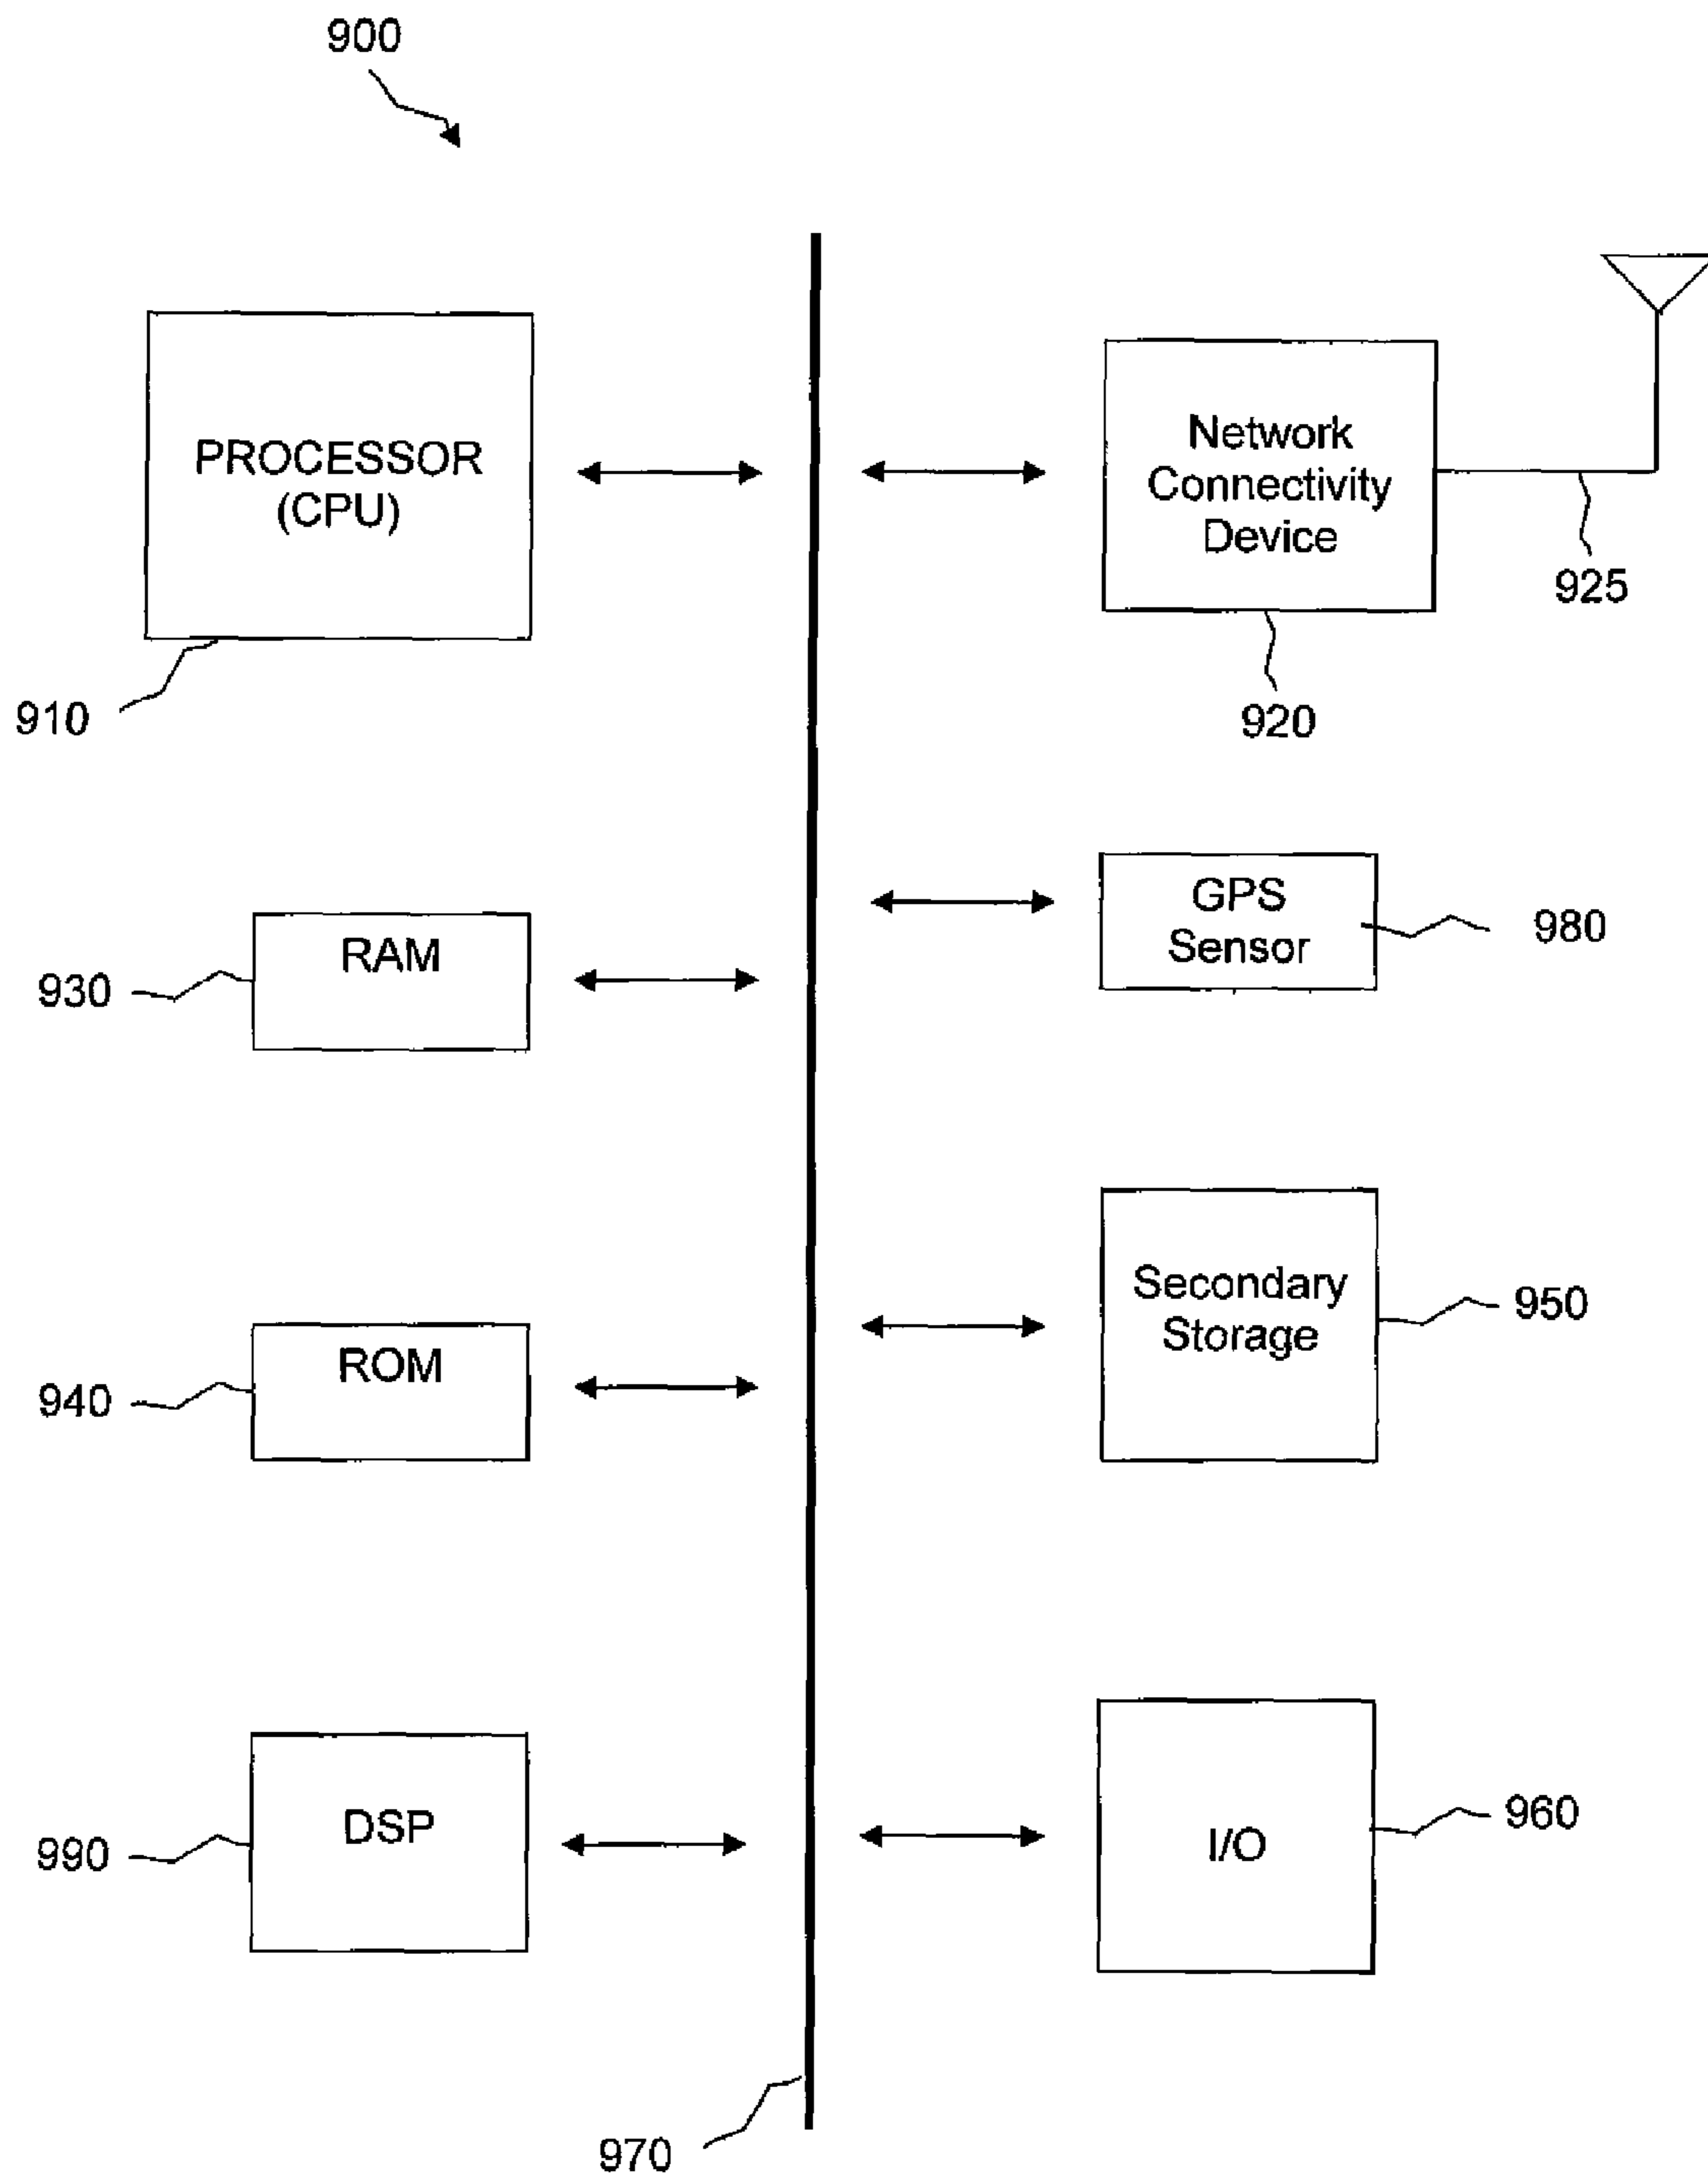 900
PROCESSOR
(CPU)
910
Network
Connectivity
Device
925
920
RAM
930
GPS
Sensor
980
ROM
940
Secondary
Storage
950
DSP
990
I/O
960
970